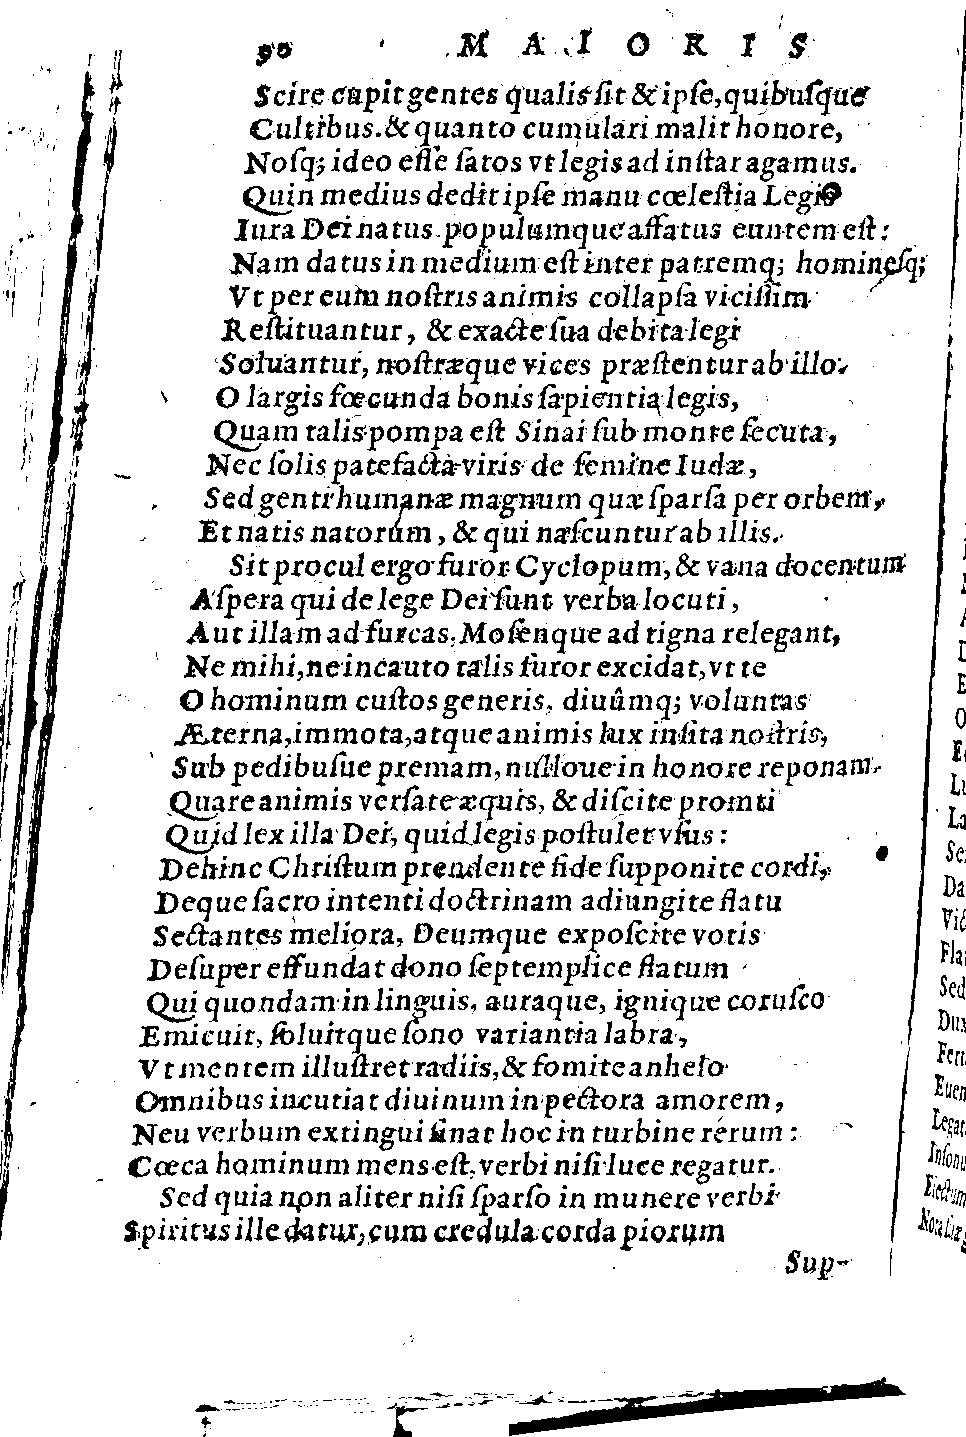 90 MAIORIS
Scire cupit gentes qualis sit & ipse, quibusque
Cultibus. & quanto cumulari malit honore,
Nosq; ideo esse satos vt legis ad instar agamus.
Quin medius dedit ipse manu cœlestia Legis
Iura Dei natus. populumque affatus euntem est:
Nam datus in medium est inter patremq; hominesq;
Vt per eum nostris animis collapsa vicissim
Restituantur, & exacte sua debita legi
Soluantur, nostræque vices præstentur ab illo.
O largis fœcunda bonis sapientia legis,
Quam talis pompa est Sinai sub monte secuta,
Nec solis patefacta viris de semine Iudæ,
Sed genti humanæ magnum quæ sparsa per orbem,
Et natis natorum, & qui nascuntur ab illis.
Sit procul ergo furor Cyclopum, & vana docentum
Aspera qui de lege Dei sunt verba locuti,
Aut illam ad furcas, Mosenque ad tigna relegant,
Ne mihi, ne incauto talis furor excidat, vt te
O hominum custos generis, diuûmq; voluntas
Æterna, immota, atque animis lux insita nostris,
Sub pedibusue premam, nisi loue in honore reponam.
Quare animis versate æquis, & discite promti
Quid lex illa Dei, quid legis postulet vsus:
Dehinc Christum prendente fide supponite cordi,
Deque sacro intenti doctrinam adiungite flatu
Sectantes meliora, Deumque exposcite votis
Desuper effundat dono septemplice flatum
Qui quondam in linguis, auraque, ignique corusco
Emicuit, soluitque sono variantia labra,
Vt mentem illustret radiis, & fomite anhelo
Omnibus incutiat diuinum in pectora amorem,
Neu verbum extingui sinat hoc in turbine rerum:
Cœca hominum mens est, verbi nisi luce regatur.
Sed quia non aliter nisi sparso in munere verbi
Spiritus ille datur, cum credula corda piorum
Sup-